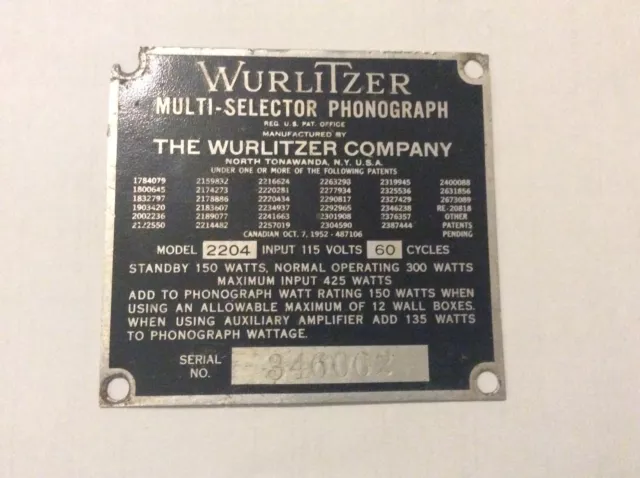 WURLITZER
MULTI-SELECTOR PHONOGRAPH
REG. U.S. PAT. OFFICE
MANUFACTURED BY
THE WURLITZER COMPANY
NORTH TONAWANDA, N.Y. U.S.A.
UNDER ONE OR MORE OF THE FOLLOWING PATENTS
1784079 2159832 2216624 2263290 2319945 2400088
1800645 2174273 2220281 2277934 2325536 2631856
1832797 2178886 2220434 2290817 2327429 2673089
1903420 2183607 2234937 2292965 2346238 RE-20818
2002236 2189077 2241663 2301908 2376357 OTHER
2122550 2214482 2257019 2304590 2387444 PATENTS
CANADIAN OCT. 7, 1952 - 487106 PENDING
MODEL 2204 INPUT 115 VOLTS 60 CYCLES
STANDBY 150 WATTS, NORMAL OPERATING 300 WATTS
MAXIMUM INPUT 425 WATTS
ADD TO PHONOGRAPH WATT RATING 150 WATTS WHEN
USING AN ALLOWABLE MAXIMUM OF 12 WALL BOXES.
WHEN USING AUXILIARY AMPLIFIER ADD 135 WATTS
TO PHONOGRAPH WATTAGE.
SERIAL
NO. 346062